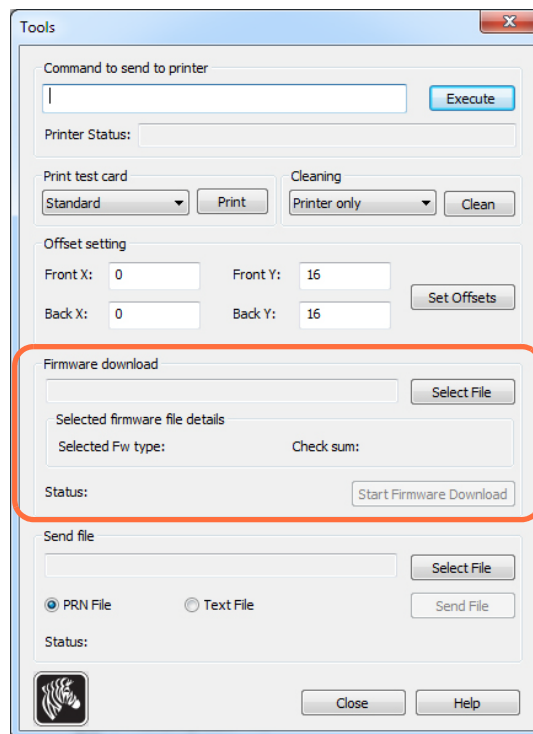 Tools
Command to send to printer
Execute
Printer Status:
Print test card
Cleaning
Standard
Print
Printer only
Clean
Offset setting
Front X: 0 Front Y: 16
Set Offsets
Back X: 0 Back Y: 16
Firmware download
Select File
Selected firmware file details
Selected Fw type: Check sum:
Status: Start Firmware Download
Send file
Select File
PRN File Text File Send File
Status:
Close Help